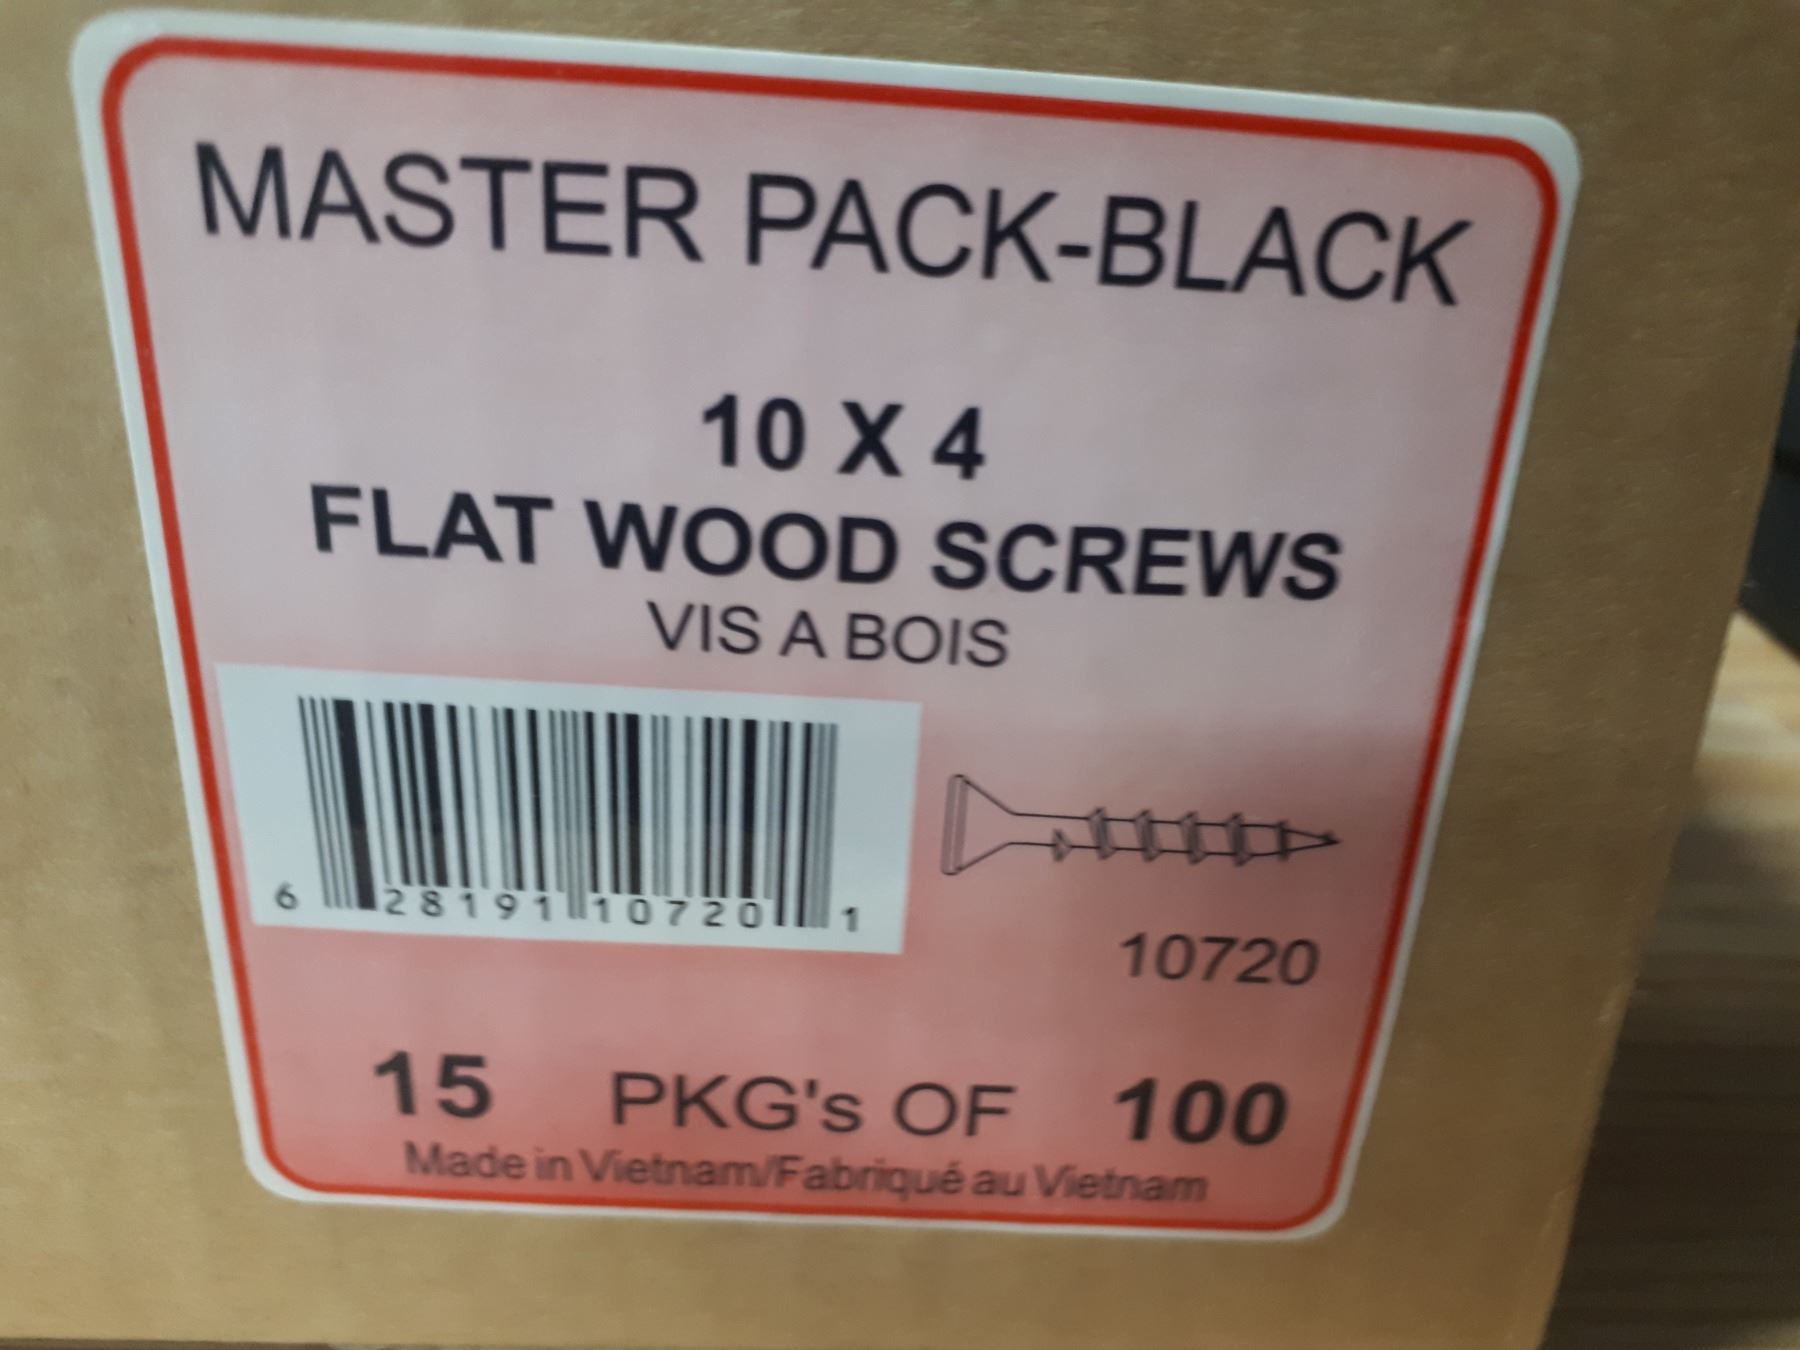 MASTER PACK-BLACK
10 X 4
FLAT WOOD SCREWS
VIS A BOIS
6 28191 10720 1
10720
15 PKG's OF 100
Made in Vietnam/Fabriqué au Vietnam